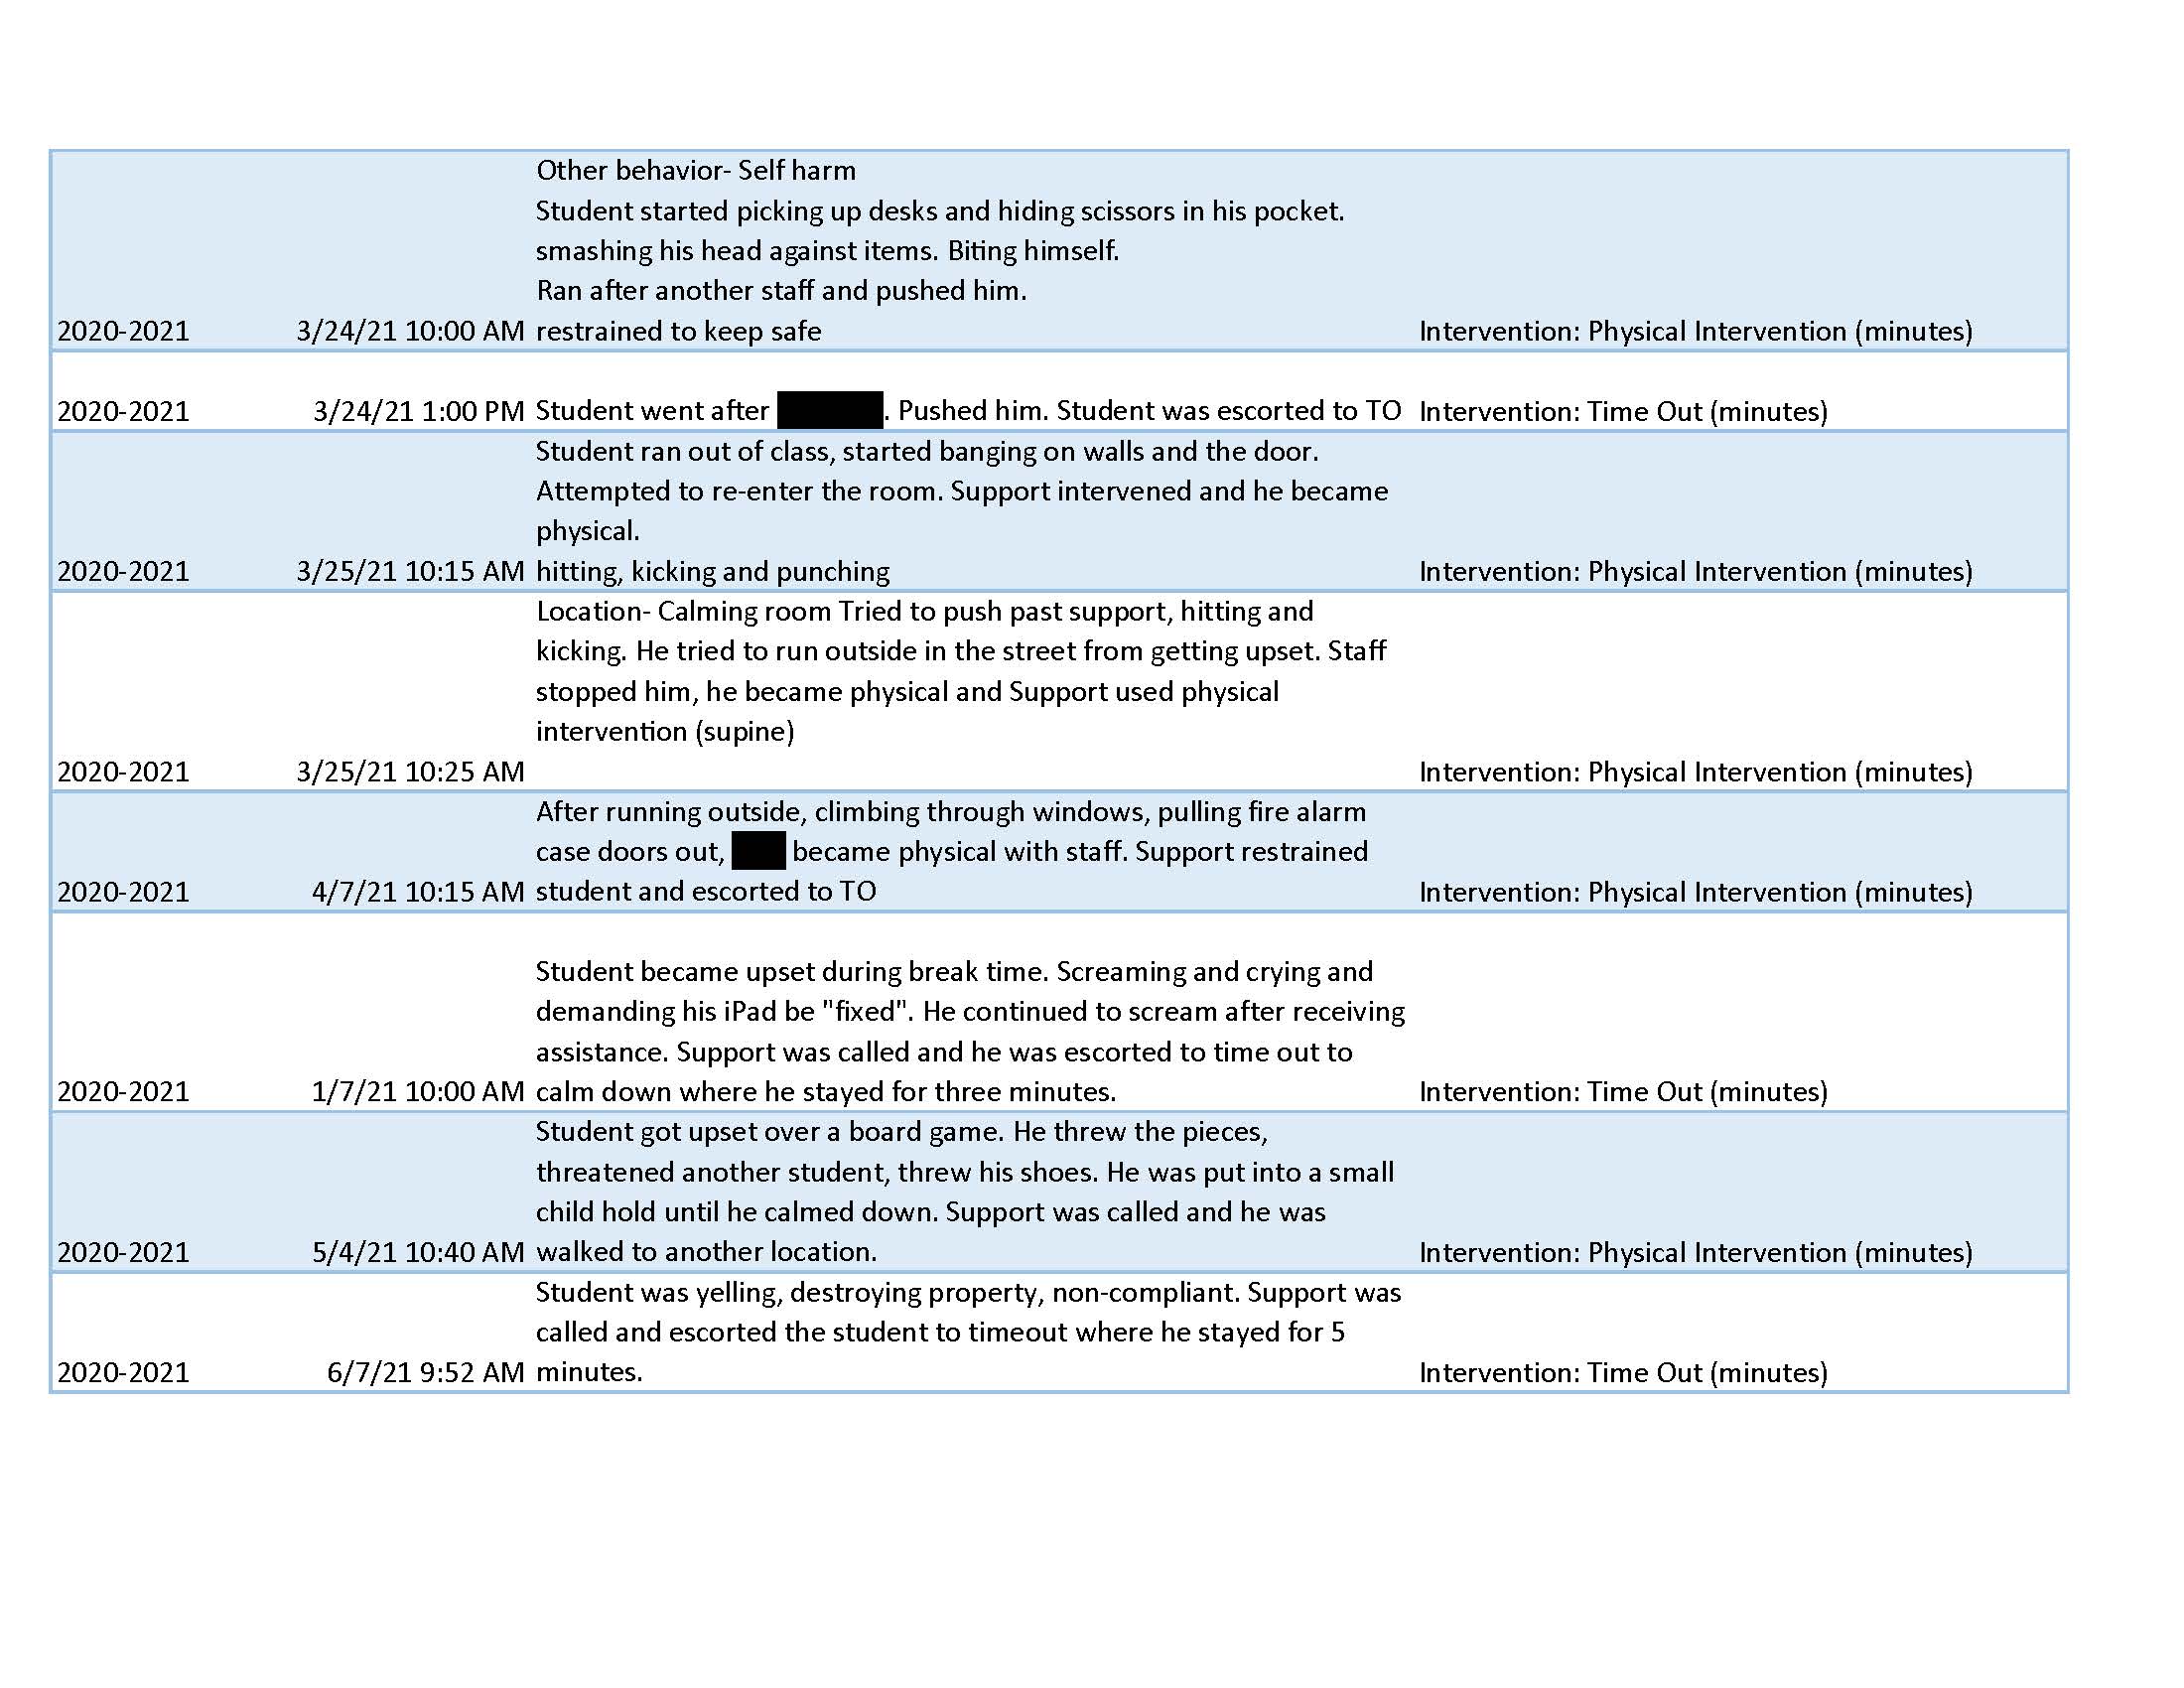 Other behavior- Self harm
Student started picking up desks and hiding scissors in his pocket.
smashing his head against items. Biting himself.
Ran after another staff and pushed him.
2020-2021 3/24/21 10:00 AM restrained to keep safe Intervention: Physical Intervention (minutes)
2020-2021 3/24/21 1:00 PM Student went after . Pushed him. Student was escorted to TO Intervention: Time Out (minutes)
Student ran out of class, started banging on walls and the door.
Attempted to re-enter the room. Support intervened and he became
physical.
2020-2021 3/25/21 10:15 AM hitting, kicking and punching Intervention: Physical Intervention (minutes)
Location- Calming room Tried to push past support, hitting and
kicking. He tried to run outside in the street from getting upset. Staff
stopped him, he became physical and Support used physical
intervention (supine)
2020-2021 3/25/21 10:25 AM Intervention: Physical Intervention (minutes)
After running outside, climbing through windows, pulling fire alarm
case doors out, became physical with staff. Support restrained
2020-2021 4/7/21 10:15 AM student and escorted to TO Intervention: Physical Intervention (minutes)
Student became upset during break time. Screaming and crying and
demanding his iPad be "fixed". He continued to scream after receiving
assistance. Support was called and he was escorted to time out to
2020-2021 1/7/21 10:00 AM calm down where he stayed for three minutes. Intervention: Time Out (minutes)
Student got upset over a board game. He threw the pieces,
threatened another student, threw his shoes. He was put into a small
child hold until he calmed down. Support was called and he was
2020-2021 5/4/21 10:40 AM walked to another location. Intervention: Physical Intervention (minutes)
Student was yelling, destroying property, non-compliant. Support was
called and escorted the student to timeout where he stayed for 5
2020-2021 6/7/21 9:52 AM minutes. Intervention: Time Out (minutes)